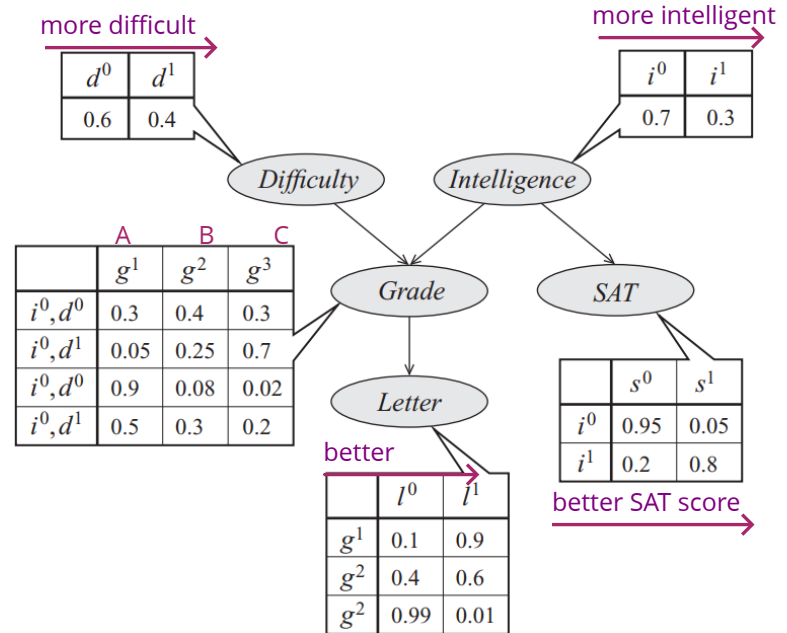 more difficult
more intelligent
d⁰ d¹
0.6 0.4
i⁰ i¹
0.7 0.3
Difficulty
Intelligence
A B C
g¹ g² g³
i⁰,d⁰ 0.3 0.4 0.3
i⁰,d¹ 0.05 0.25 0.7
i⁰,d⁰ 0.9 0.08 0.02
i⁰,d¹ 0.5 0.3 0.2
Grade
SAT
Letter
s⁰ s¹
i⁰ 0.95 0.05
i¹ 0.2 0.8
better SAT score
better
l⁰ l¹
g¹ 0.1 0.9
g² 0.4 0.6
g² 0.99 0.01